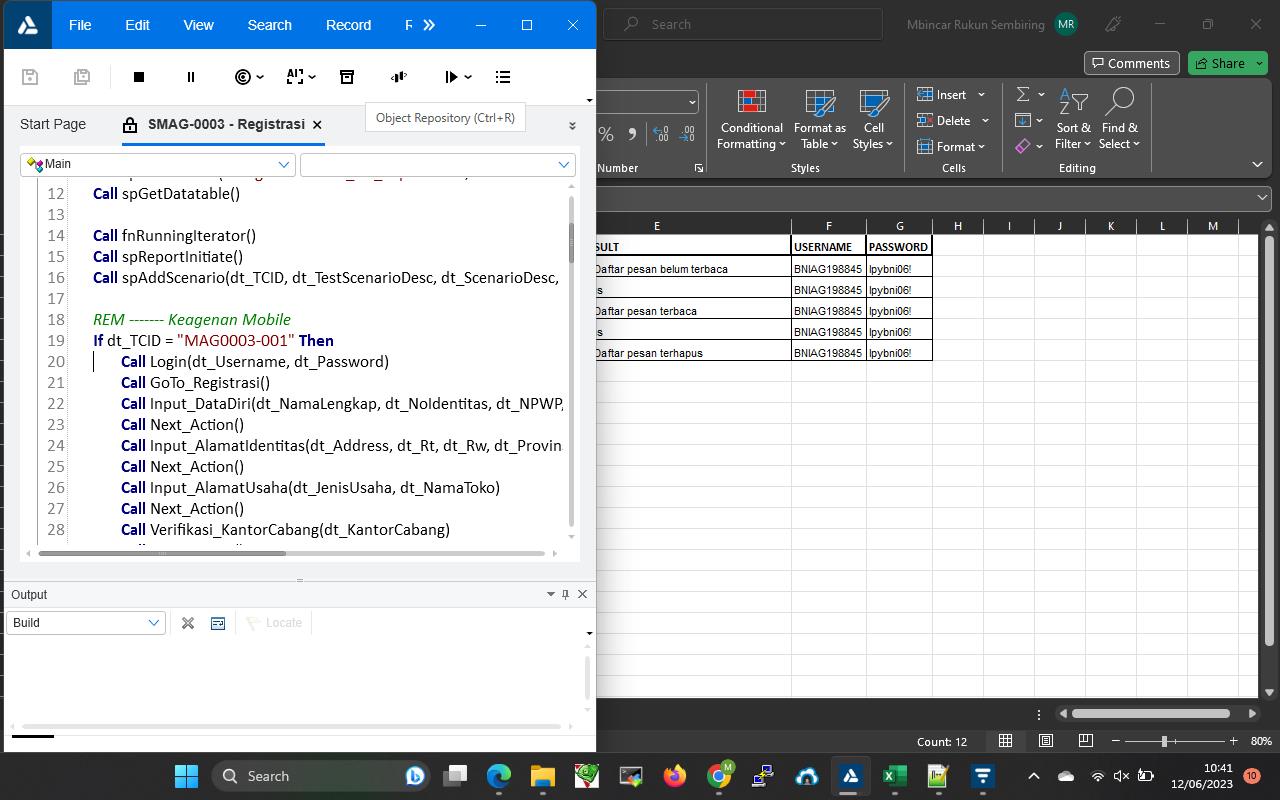 File Edit View Search Record
Search
Mbincar Rukun Sembiring MR
Comments Share
Start Page
SMAG-0003 - Registrasi
Object Repository (Ctrl+R)
Main
12 Call spGetDatatable()
13
14 Call fnRunningIterator()
15 Call spReportInitiate()
16 Call spAddScenario(dt_TCID, dt_TestScenarioDesc, dt_ScenarioDesc,
17
18 REM ------- Keagenan Mobile
19 If dt_TCID = "MAG0003-001" Then
20 Call Login(dt_Username, dt_Password)
21 Call GoTo_Registrasi()
22 Call Input_DataDiri(dt_NamaLengkap, dt_NoIdentitas, dt_NPWP,
23 Call Next_Action()
24 Call Input_AlamatIdentitas(dt_Address, dt_Rt, dt_Rw, dt_Provin
25 Call Next_Action()
26 Call Input_AlamatUsaha(dt_JenisUsaha, dt_NamaToko)
27 Call Next_Action()
28 Call Verifikasi_KantorCabang(dt_KantorCabang)
Output
Build
Locate
%
Number
Conditional Formatting
Format as Table
Cell Styles
Styles
Insert
Delete
Format
Cells
Sort & Filter
Find & Select
Editing
E F G H I J K L M
SULT USERNAME PASSWORD
Daftar pesan belum terbaca BNIAG198845 lpybni06!
s BNIAG198845 lpybni06!
Daftar pesan terbaca BNIAG198845 lpybni06!
s BNIAG198845 lpybni06!
Daftar pesan terhapus BNIAG198845 lpybni06!
Count: 12
80%
Search
10:41
12/06/2023
10